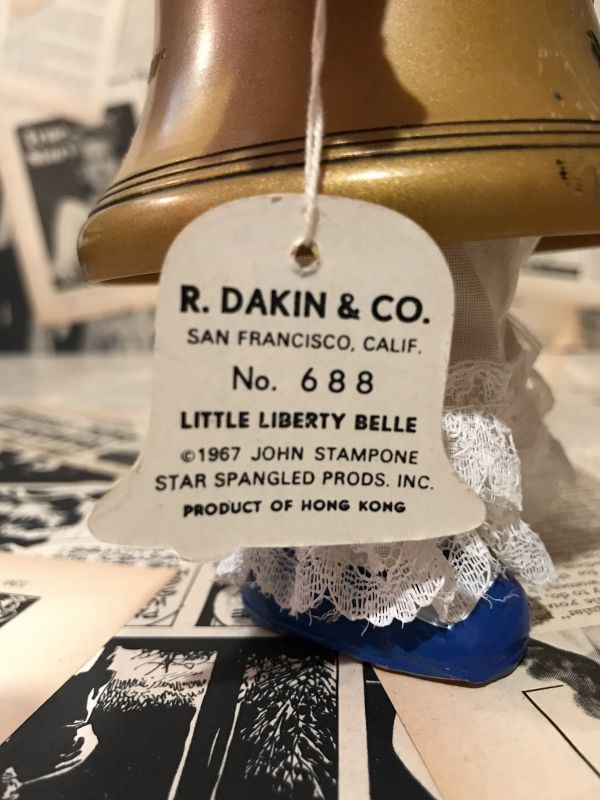 R. DAKIN & CO.
SAN FRANCISCO, CALIF.
No. 688
LITTLE LIBERTY BELLE
©1967 JOHN STAMPONE
STAR SPANGLED PRODS. INC.
PRODUCT OF HONG KONG